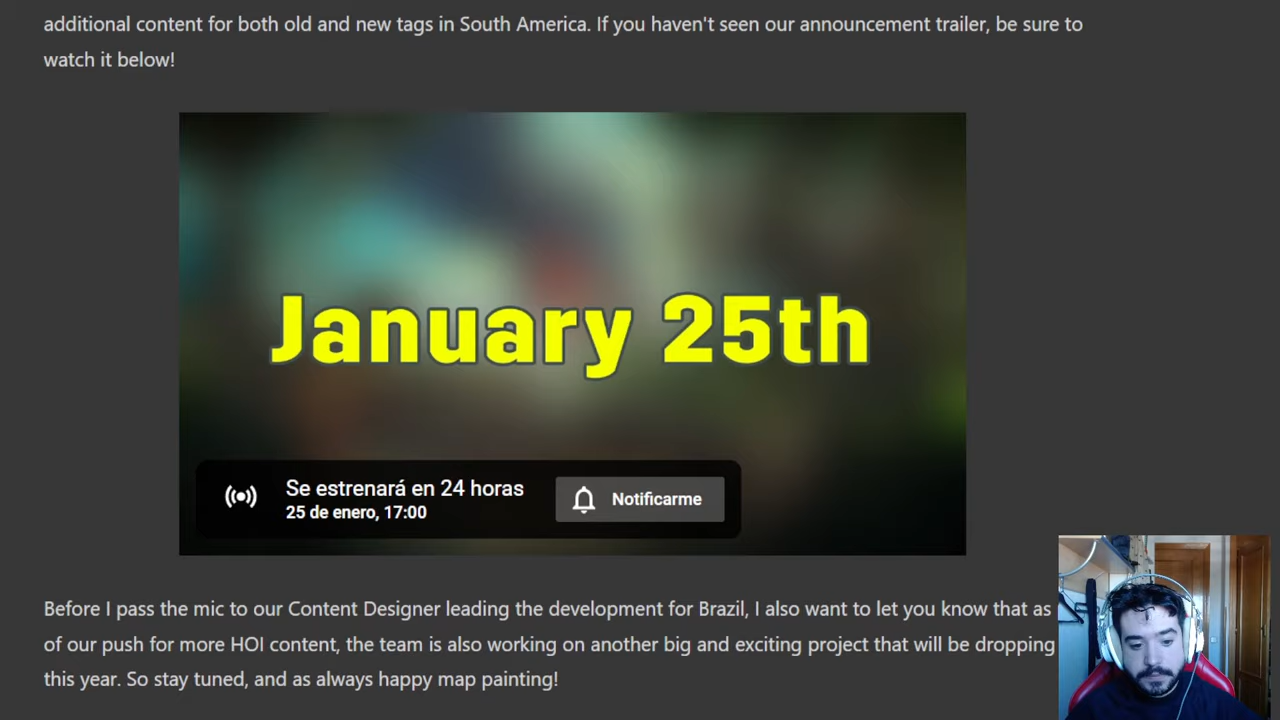 additional content for both old and new tags in South America. If you haven't seen our announcement trailer, be sure to
watch it below!
January 25th
Se estrenará en 24 horas
25 de enero, 17:00
Notificarme
Before I pass the mic to our Content Designer leading the development for Brazil, I also want to let you know that as
of our push for more HOI content, the team is also working on another big and exciting project that will be dropping
this year. So stay tuned, and as always happy map painting!